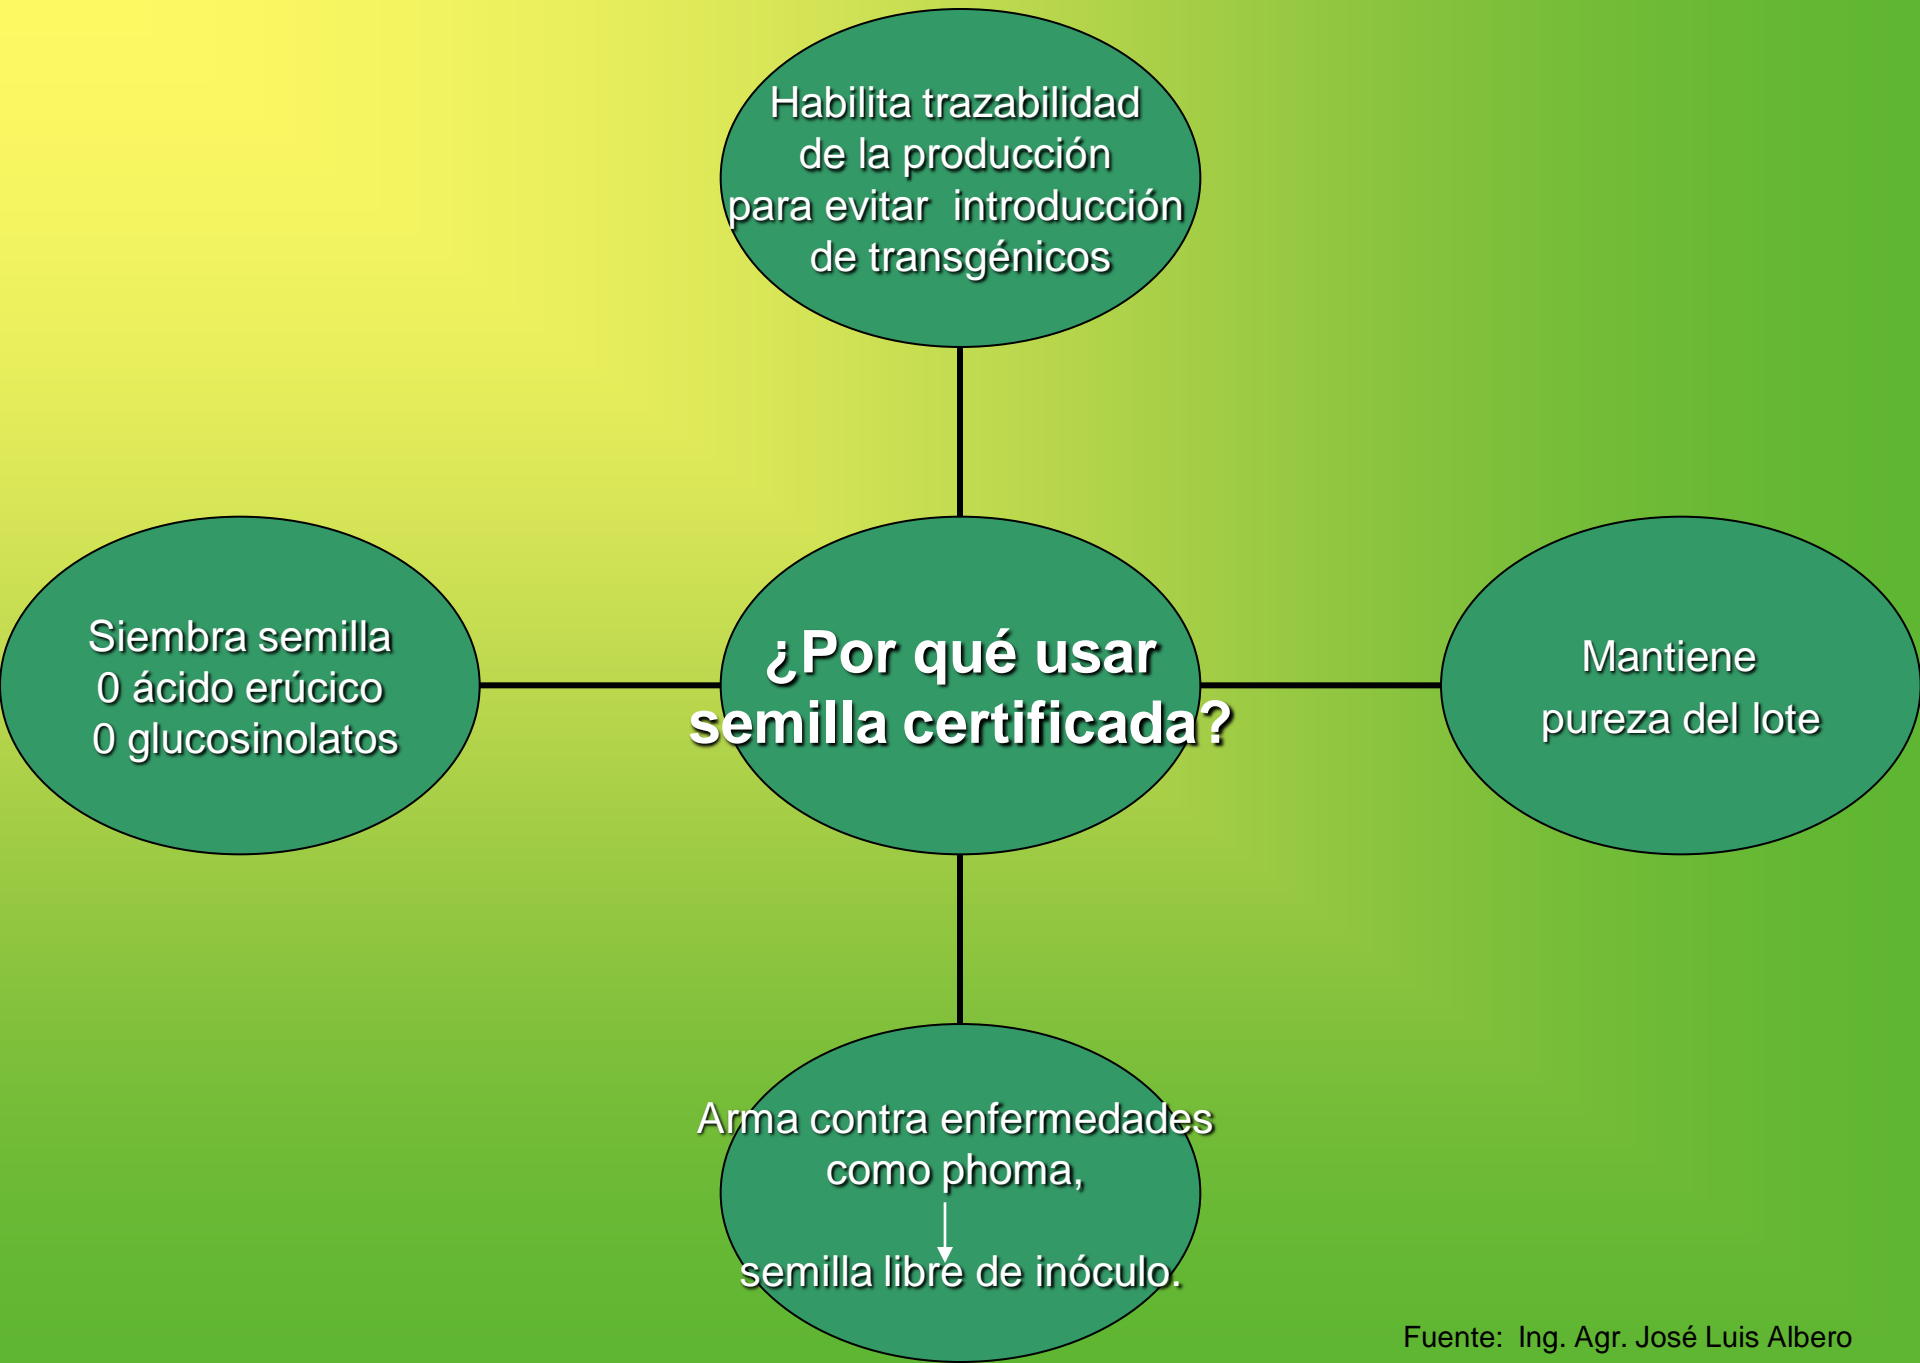 Habilita trazabilidad
de la producción
para evitar introducción
de transgénicos
Siembra semilla
0 ácido erúcico
0 glucosinolatos
¿Por qué usar
semilla certificada?
Mantiene
pureza del lote
Arma contra enfermedades
como phoma,
semilla libre de inóculo.
Fuente: Ing. Agr. José Luis Albero